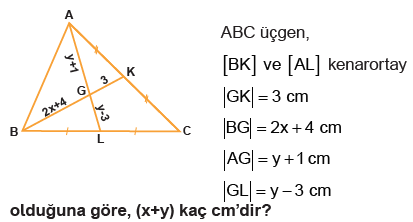 A
y+1
3
K
G
2x+4
y-3
B
L
C
ABC üçgen,
[BK] ve [AL] kenarortay
|GK| = 3 cm
|BG| = 2x + 4 cm
|AG| = y + 1 cm
|GL| = y − 3 cm
olduğuna göre, (x+y) kaç cm’dir?